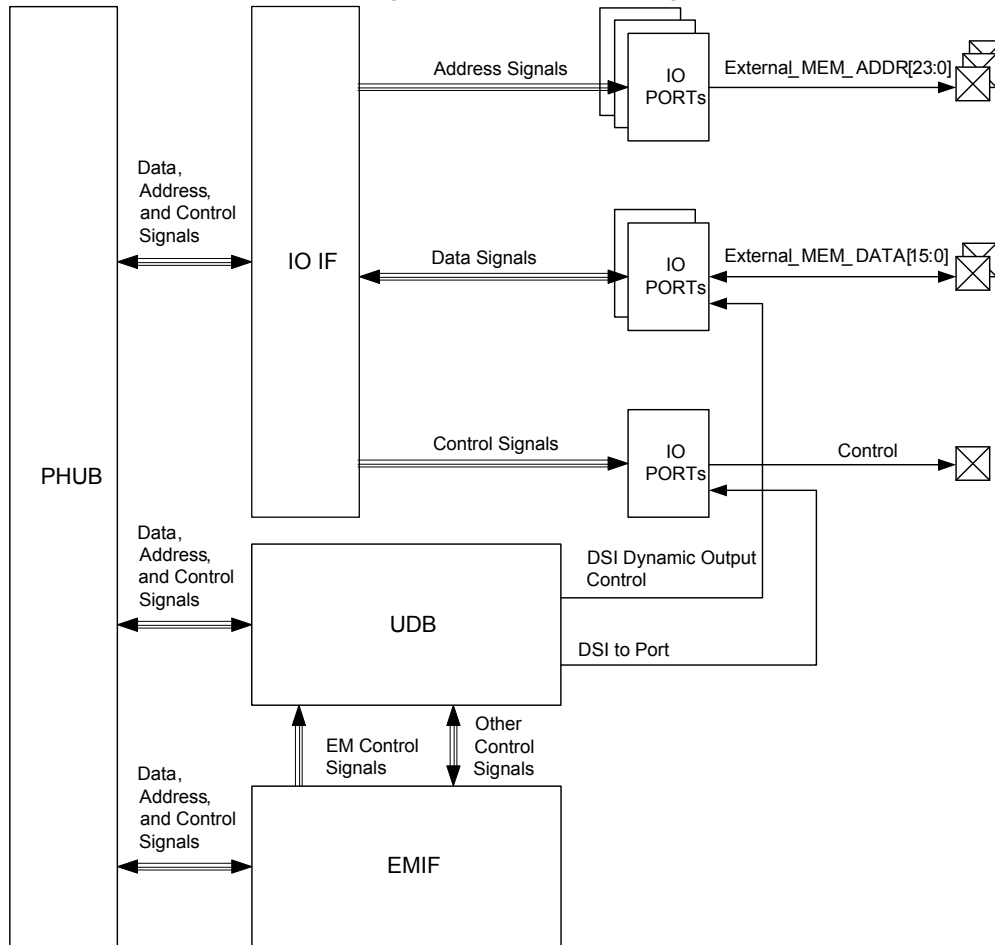 Address Signals
IO
PORTs
External_MEM_ADDR[23:0]
Data,
Address,
and Control
Signals
IO IF
Data Signals
IO
PORTs
External_MEM_DATA[15:0]
Control Signals
IO
PORTs
Control
PHUB
Data,
Address,
and Control
Signals
UDB
DSI Dynamic Output
Control
DSI to Port
EM Control
Signals
Other
Control
Signals
Data,
Address,
and Control
Signals
EMIF